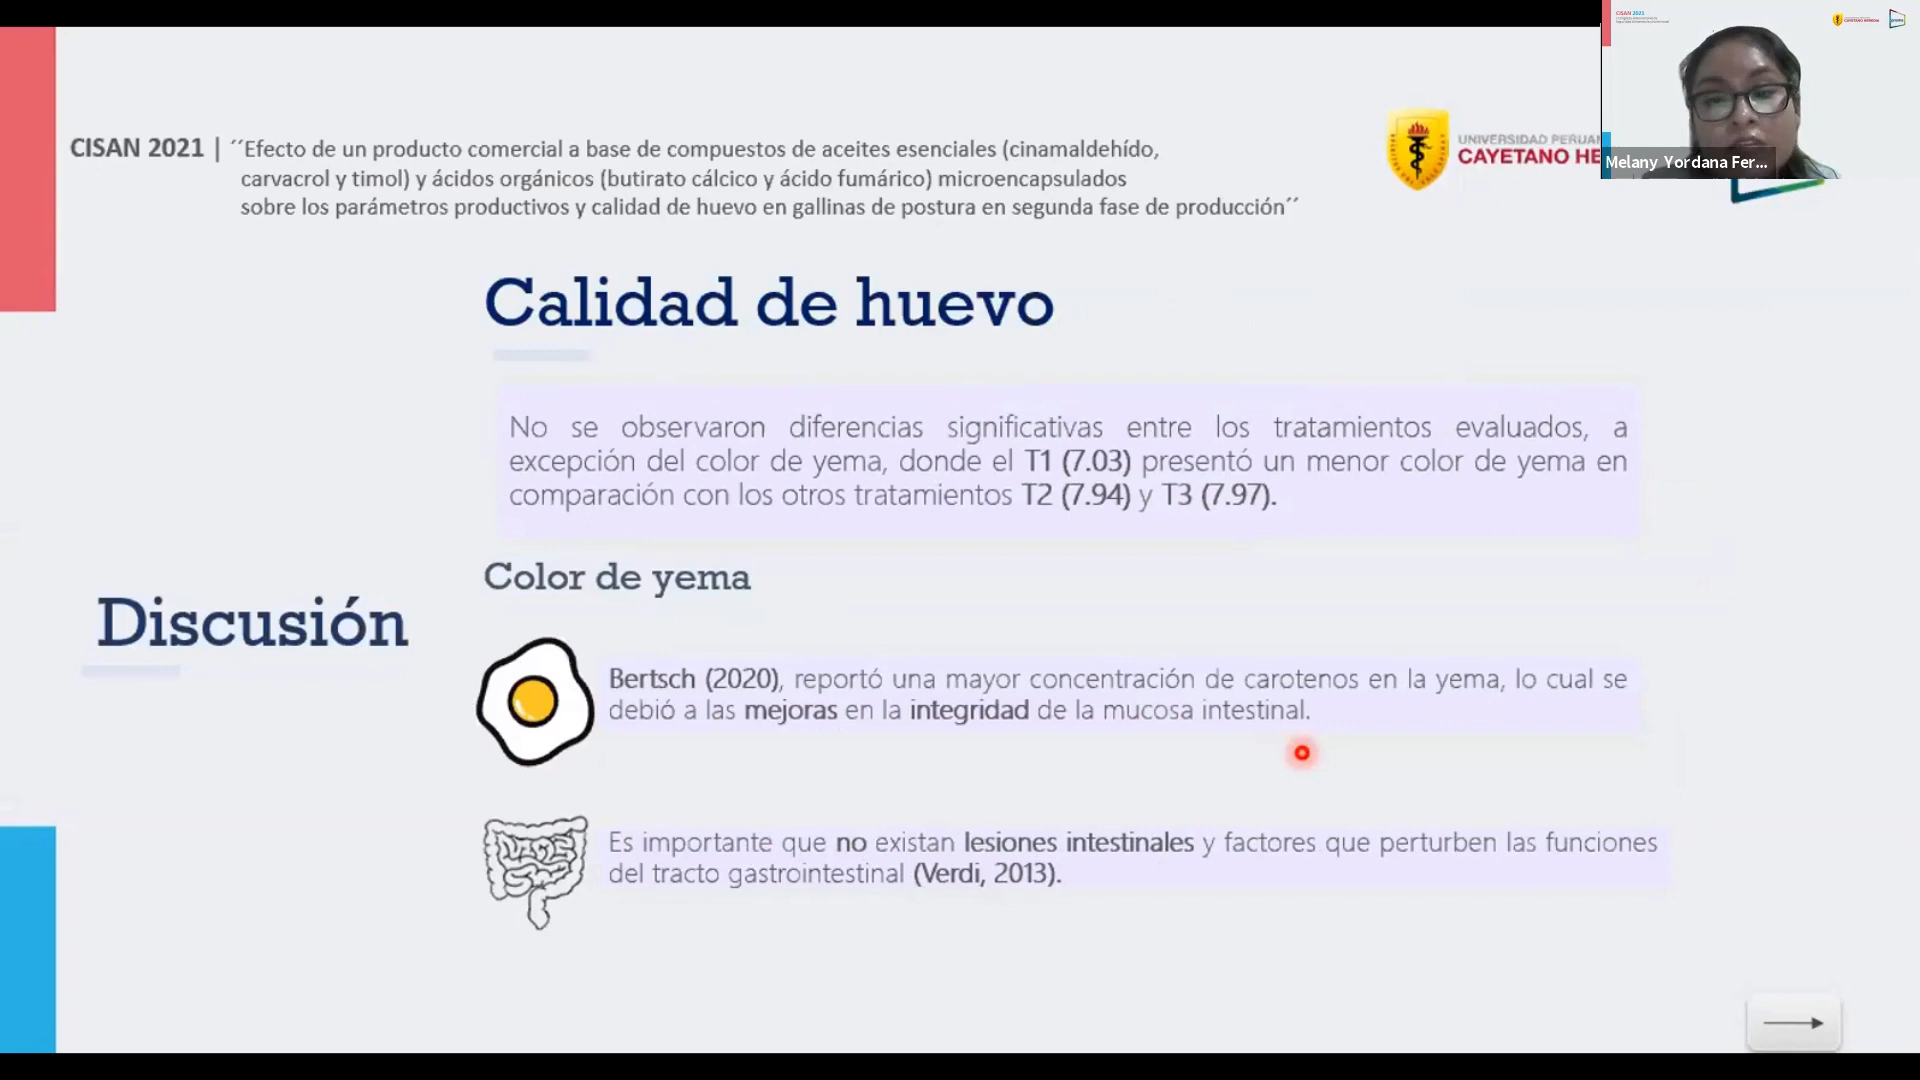 CISAN 2021 | ´´Efecto de un producto comercial a base de compuestos de aceites esenciales (cinamaldehído,
carvacrol y timol) y ácidos orgánicos (butirato cálcico y ácido fumárico) microencapsulados
sobre los parámetros productivos y calidad de huevo en gallinas de postura en segunda fase de producción´´
UNIVERSIDAD PERUAN
CAYETANO HE
CISAN 2021
CAYETANO HEREDIA
Melany Yordana Fer...
Calidad de huevo
No se observaron diferencias significativas entre los tratamientos evaluados, a
excepción del color de yema, donde el T1 (7.03) presentó un menor color de yema en
comparación con los otros tratamientos T2 (7.94) y T3 (7.97).
Color de yema
Discusión
Bertsch (2020), reportó una mayor concentración de carotenos en la yema, lo cual se
debió a las mejoras en la integridad de la mucosa intestinal.
Es importante que no existan lesiones intestinales y factores que perturben las funciones
del tracto gastrointestinal (Verdi, 2013).